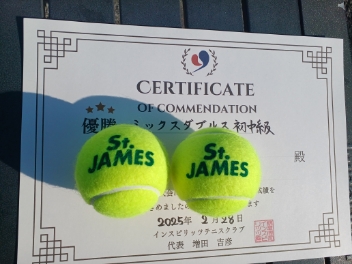 CERTIFICATE
OF COMMENDATION
優勝 ミックスダブルス 初中級
殿
St.
JAMES
St.
JAMES
2025年 2月28日
インスピリッツテニスクラブ
代表 増田 吉彦